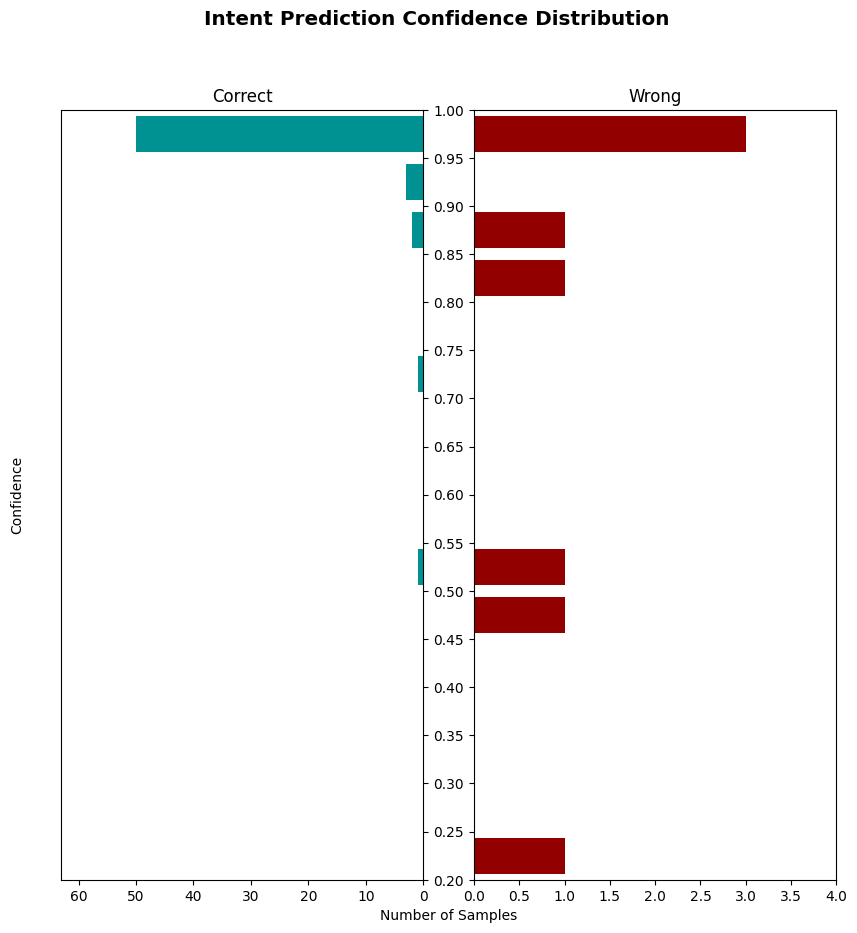 Intent Prediction Confidence Distribution
Correct
Wrong
1.00
0.95
0.90
0.85
0.80
0.75
0.70
0.65
0.60
0.55
0.50
0.45
0.40
0.35
0.30
0.25
0.20
Confidence
60 50 40 30 20 10 0
0.0 0.5 1.0 1.5 2.0 2.5 3.0 3.5 4.0
Number of Samples